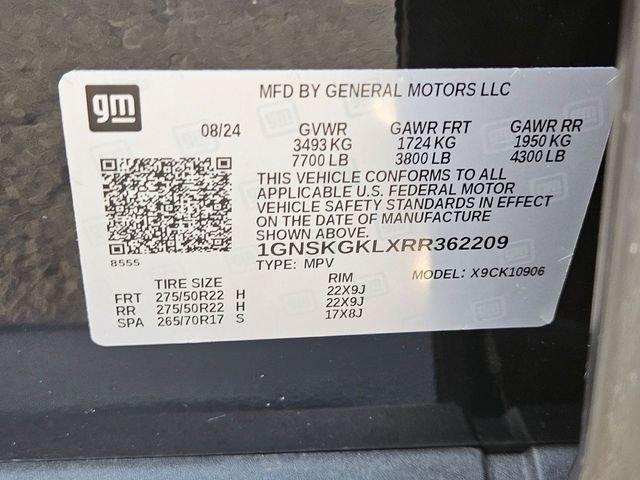 gm
MFD BY GENERAL MOTORS LLC
08/24 GVWR GAWR FRT GAWR RR
3493 KG 1724 KG 1950 KG
7700 LB 3800 LB 4300 LB
THIS VEHICLE CONFORMS TO ALL
APPLICABLE U.S. FEDERAL MOTOR
VEHICLE SAFETY STANDARDS IN EFFECT
ON THE DATE OF MANUFACTURE
SHOWN ABOVE.
1GNSKGKLXRR362209
8555
TYPE: MPV MODEL: X9CK10906
TIRE SIZE RIM
FRT 275/50R22 H 22X9J
RR 275/50R22 H 22X9J
SPA 265/70R17 S 17X8J